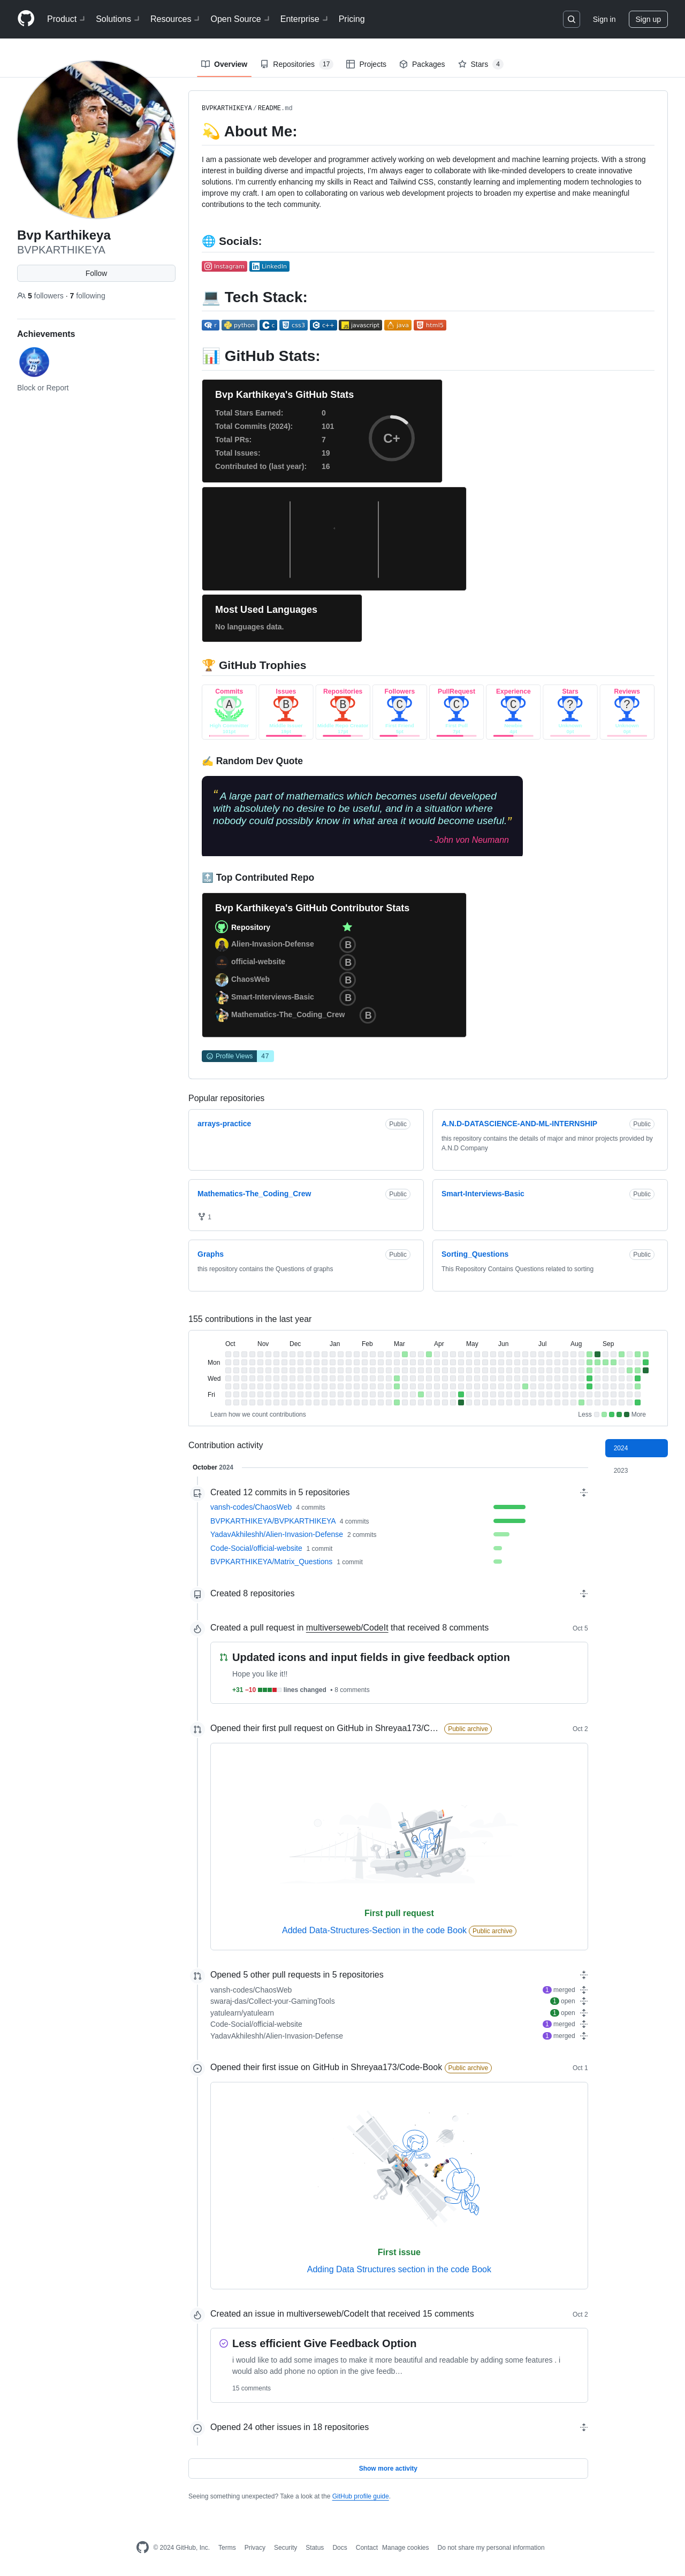 Product Solutions Resources Open Source Enterprise Pricing Sign in Sign up
Overview Repositories 17 Projects Packages Stars 4
Bvp Karthikeya
BVPKARTHIKEYA
Follow
5 followers · 7 following
Achievements
Block or Report
BVPKARTHIKEYA / README.md
💫 About Me:
I am a passionate web developer and programmer actively working on web development and machine learning projects. With a strong
interest in building diverse and impactful projects, I'm always eager to collaborate with like-minded developers to create innovative
solutions. I'm currently enhancing my skills in React and Tailwind CSS, constantly learning and implementing modern technologies to
improve my craft. I am open to collaborating on various web development projects to broaden my expertise and make meaningful
contributions to the tech community.
🌐 Socials:
Instagram LinkedIn
💻 Tech Stack:
r python c css3 c++ javascript java html5
📊 GitHub Stats:
Bvp Karthikeya's GitHub Stats
Total Stars Earned: 0
Total Commits (2024): 101
Total PRs: 7
Total Issues: 19
Contributed to (last year): 16
C+
Most Used Languages
No languages data.
🏆 GitHub Trophies
Commits Issues Repositories Followers PullRequest Experience Stars Reviews
A B B C C C ? ?
✍️ Random Dev Quote
“ A large part of mathematics which becomes useful developed
with absolutely no desire to be useful, and in a situation where
nobody could possibly know in what area it would become useful.”
- John von Neumann
🔝 Top Contributed Repo
Bvp Karthikeya's GitHub Contributor Stats
Repository
Alien-Invasion-Defense B
official-website B
ChaosWeb B
Smart-Interviews-Basic B
Mathematics-The_Coding_Crew B
Profile Views 47
Popular repositories
arrays-practice Public
A.N.D-DATASCIENCE-AND-ML-INTERNSHIP Public
this repository contains the details of major and minor projects provided by
A.N.D Company
Mathematics-The_Coding_Crew Public
1
Smart-Interviews-Basic Public
Graphs Public
this repository contains the Questions of graphs
Sorting_Questions Public
This Repository Contains Questions related to sorting
155 contributions in the last year
Oct Nov Dec Jan Feb Mar Apr May Jun Jul Aug Sep
Mon
Wed
Fri
Learn how we count contributions Less More
Contribution activity
2024
2023
October 2024
Created 12 commits in 5 repositories
vansh-codes/ChaosWeb 4 commits
BVPKARTHIKEYA/BVPKARTHIKEYA 4 commits
YadavAkhileshh/Alien-Invasion-Defense 2 commits
Code-Social/official-website 1 commit
BVPKARTHIKEYA/Matrix_Questions 1 commit
Created 8 repositories
Created a pull request in multiverseweb/CodeIt that received 8 comments Oct 5
Updated icons and input fields in give feedback option
Hope you like it!!
+31 −10 lines changed • 8 comments
Opened their first pull request on GitHub in Shreyaa173/C… Public archive Oct 2
First pull request
Added Data-Structures-Section in the code Book Public archive
Opened 5 other pull requests in 5 repositories
vansh-codes/ChaosWeb 1 merged
swaraj-das/Collect-your-GamingTools 1 open
yatulearn/yatulearn 1 open
Code-Social/official-website 1 merged
YadavAkhileshh/Alien-Invasion-Defense 1 merged
Opened their first issue on GitHub in Shreyaa173/Code-Book Public archive Oct 1
First issue
Adding Data Structures section in the code Book
Created an issue in multiverseweb/CodeIt that received 15 comments Oct 2
Less efficient Give Feedback Option
i would like to add some images to make it more beautiful and readable by adding some features . i
would also add phone no option in the give feedb…
15 comments
Opened 24 other issues in 18 repositories
Show more activity
Seeing something unexpected? Take a look at the GitHub profile guide.
© 2024 GitHub, Inc. Terms Privacy Security Status Docs Contact Manage cookies Do not share my personal information